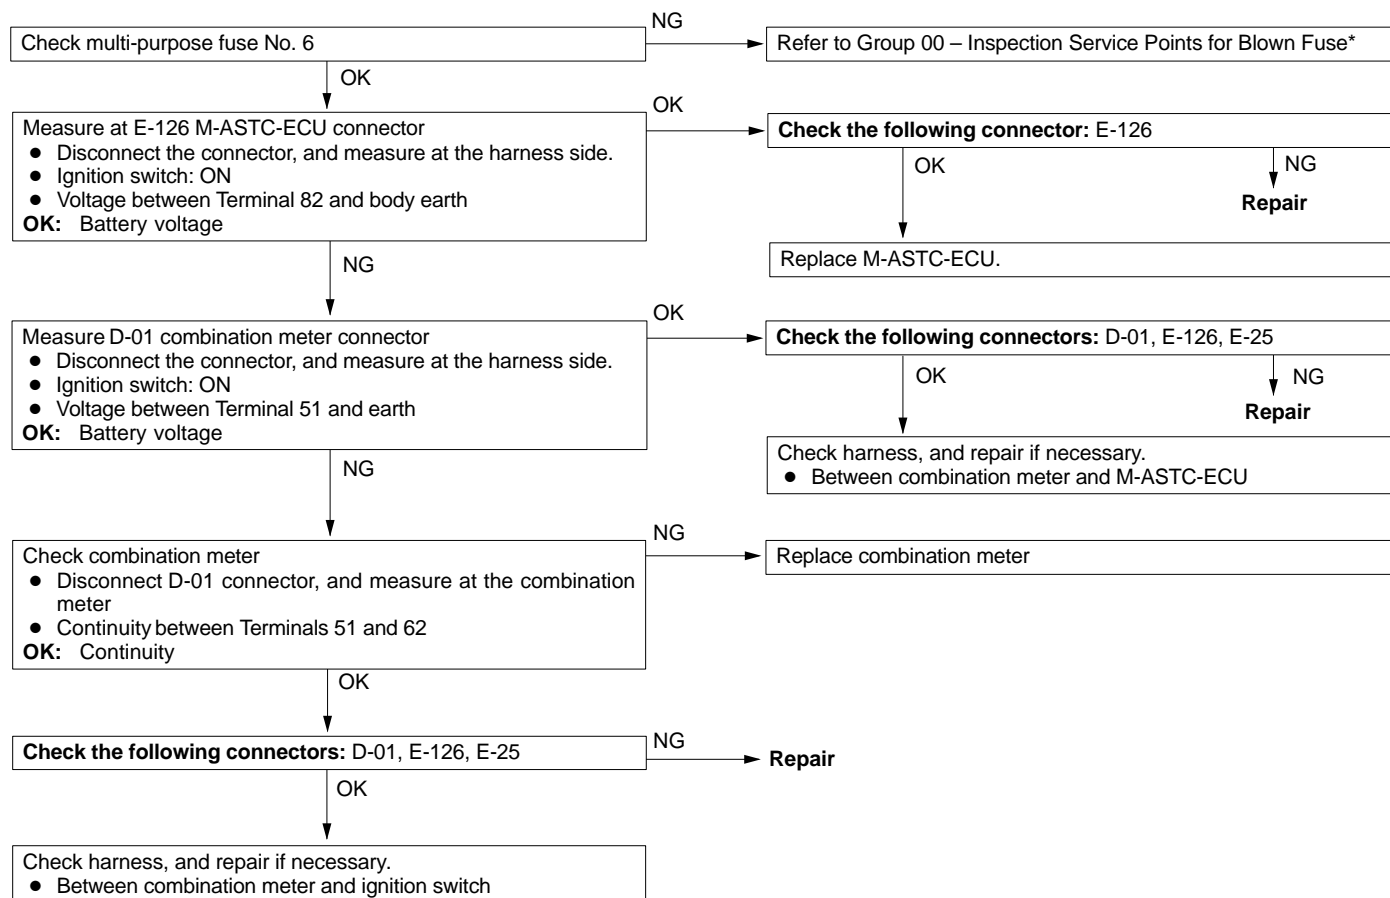 Check multi-purpose fuse No. 6
NG
Refer to Group 00 – Inspection Service Points for Blown Fuse*
OK
Measure at E-126 M-ASTC-ECU connector
● Disconnect the connector, and measure at the harness side.
● Ignition switch: ON
● Voltage between Terminal 82 and body earth
OK: Battery voltage
OK
Check the following connector: E-126
OK
NG
Repair
Replace M-ASTC-ECU.
NG
Measure D-01 combination meter connector
● Disconnect the connector, and measure at the harness side.
● Ignition switch: ON
● Voltage between Terminal 51 and earth
OK: Battery voltage
OK
Check the following connectors: D-01, E-126, E-25
OK
NG
Repair
Check harness, and repair if necessary.
● Between combination meter and M-ASTC-ECU
NG
Check combination meter
● Disconnect D-01 connector, and measure at the combination
meter
● Continuity between Terminals 51 and 62
OK: Continuity
NG
Replace combination meter
OK
Check the following connectors: D-01, E-126, E-25
NG
Repair
OK
Check harness, and repair if necessary.
● Between combination meter and ignition switch